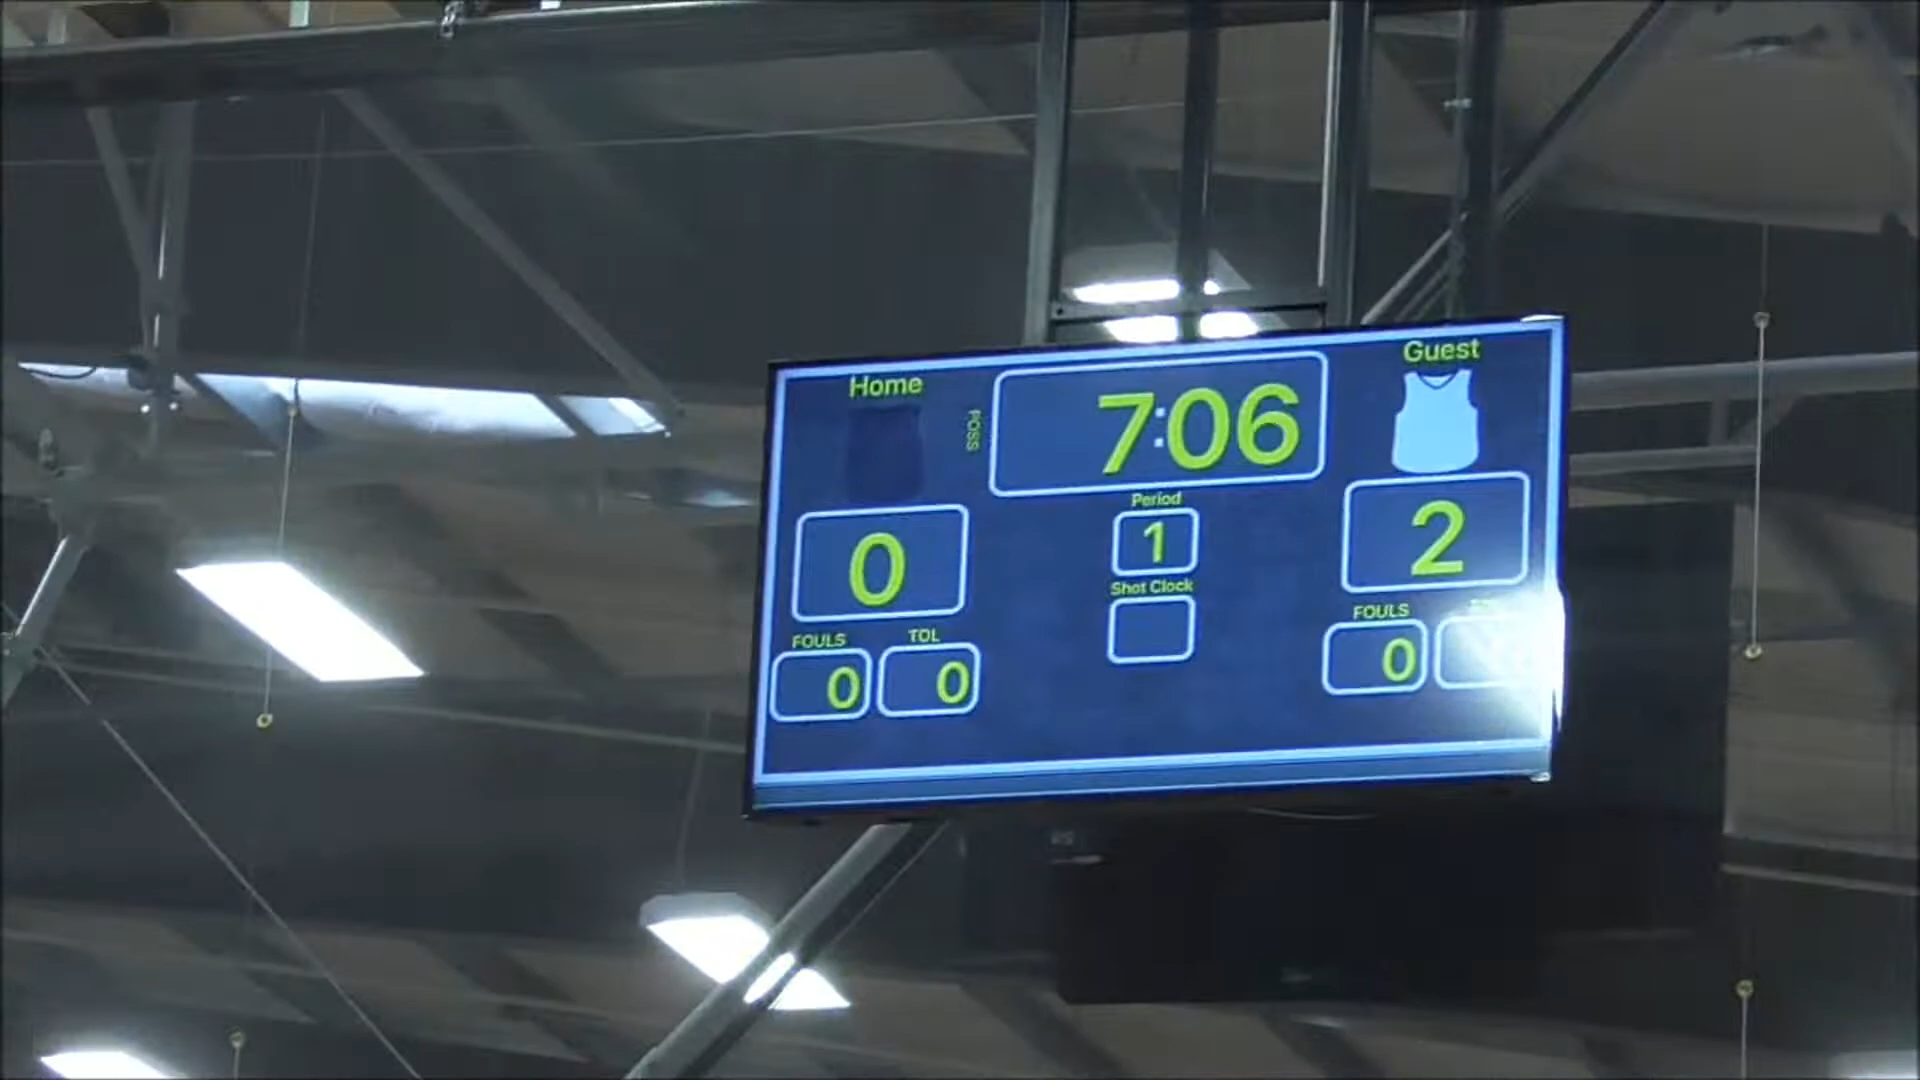 Home
Guest
POSS
7:06
Period
0
1
2
Shot Clock
FOULS
TOL
FOULS
0
0
0